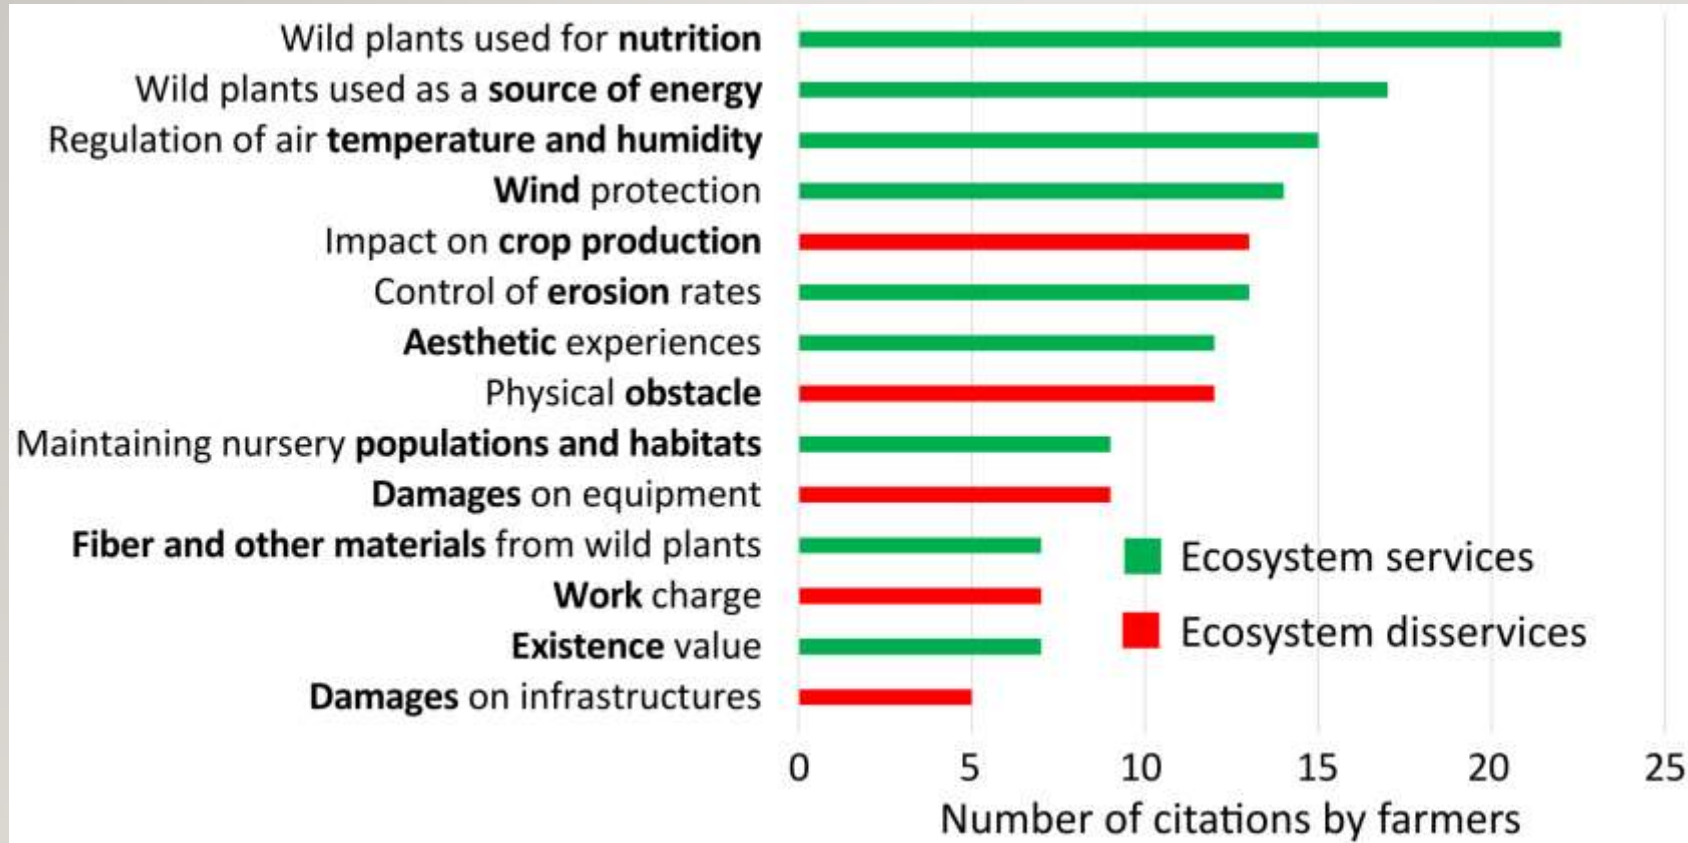 Wild plants used for nutrition
Wild plants used as a source of energy
Regulation of air temperature and humidity
Wind protection
Impact on crop production
Control of erosion rates
Aesthetic experiences
Physical obstacle
Maintaining nursery populations and habitats
Damages on equipment
Fiber and other materials from wild plants
Work charge
Existence value
Damages on infrastructures
Ecosystem services
Ecosystem disservices
0 5 10 15 20 25
Number of citations by farmers